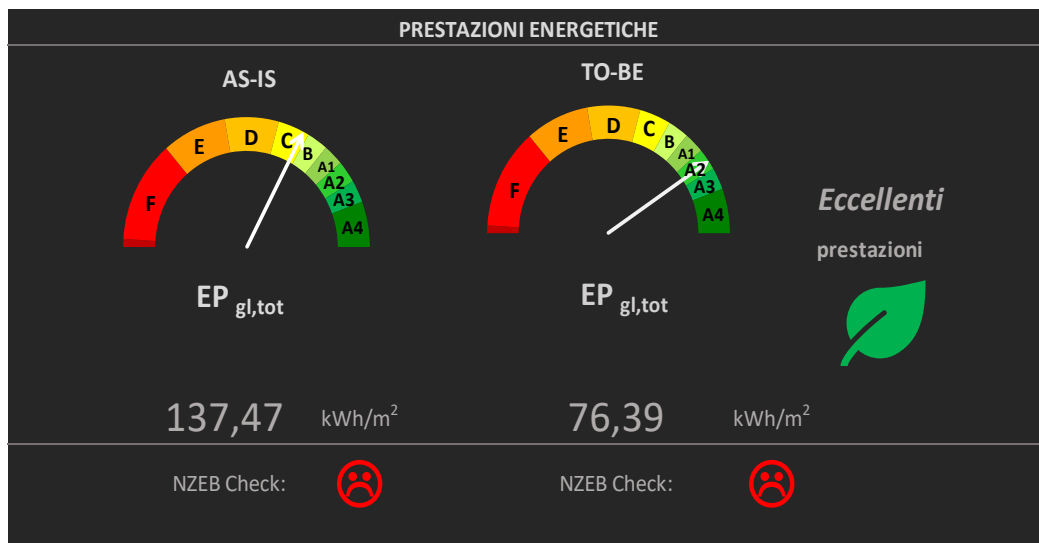 PRESTAZIONI ENERGETICHE
AS-IS
F
E
D
C
B
A1
A2
A3
A4
EP gl,tot
137,47 kWh/m²
NZEB Check:
TO-BE
F
E
D
C
B
A1
A2
A3
A4
EP gl,tot
76,39 kWh/m²
NZEB Check:
Eccellenti
prestazioni